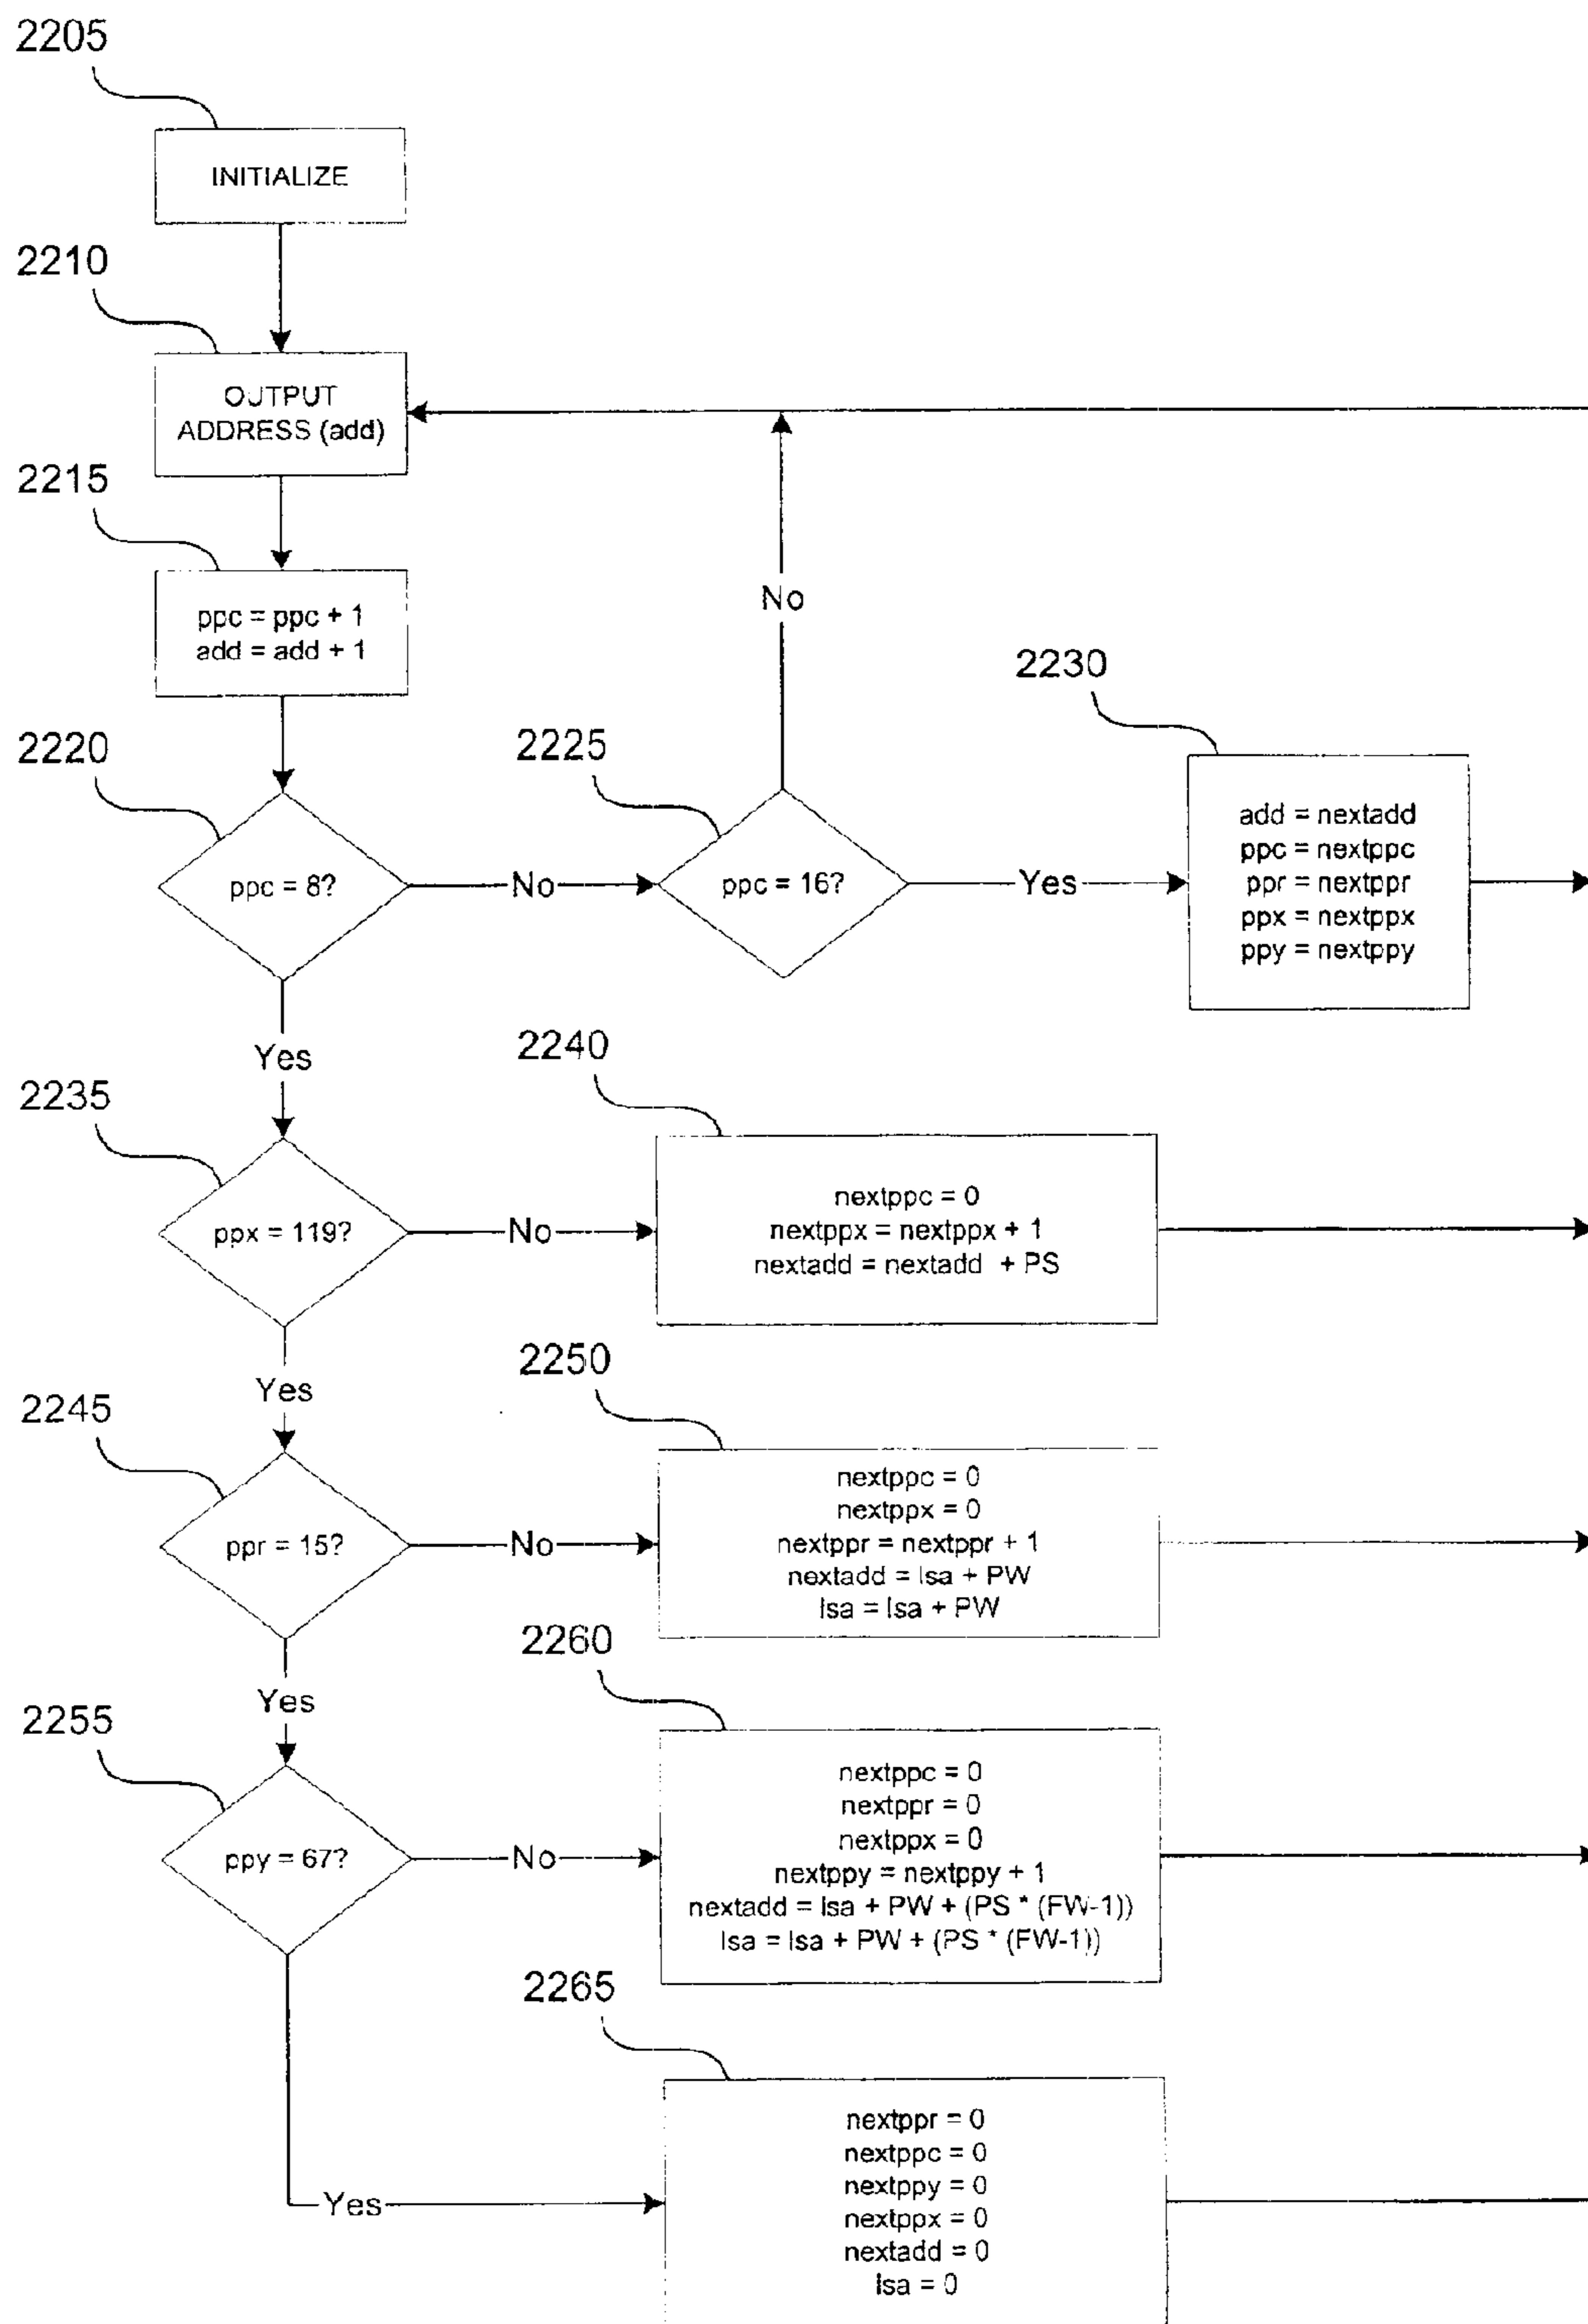 2205
INITIALIZE
2210
OUTPUT
ADDRESS (add)
2215
ppc = ppc + 1
add = add + 1
No
2230
2220
2225
ppc = 8?
No
ppc = 16?
Yes
add = nextadd
ppc = nextppc
ppr = nextppr
ppx = nextppx
ppy = nextppy
Yes
2235
2240
ppx = 119?
No
nextppc = 0
nextppx = nextppx + 1
nextadd = nextadd + PS
Yes
2245
2250
ppr = 15?
No
nextppc = 0
nextppx = 0
nextppr = nextppr + 1
nextadd = lsa + PW
lsa = lsa + PW
Yes
2255
2260
ppy = 67?
No
nextppc = 0
nextppr = 0
nextppx = 0
nextppy = nextppy + 1
nextadd = lsa + PW + (PS * (FW-1))
lsa = lsa + PW + (PS * (FW-1))
2265
Yes
nextppr = 0
nextppc = 0
nextppy = 0
nextppx = 0
nextadd = 0
lsa = 0